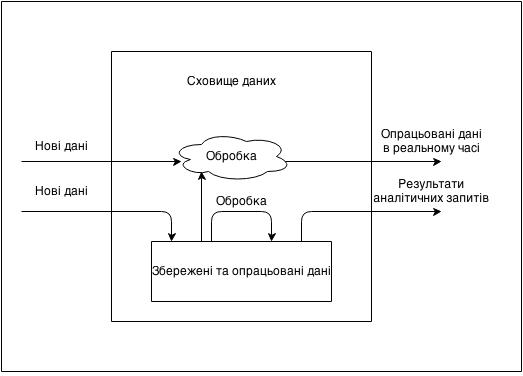 Сховище даних
Нові дані
Обробка
Опрацьовані дані
в реальному часі
Нові дані
Обробка
Результати
аналітичних запитів
Збережені та опрацьовані дані